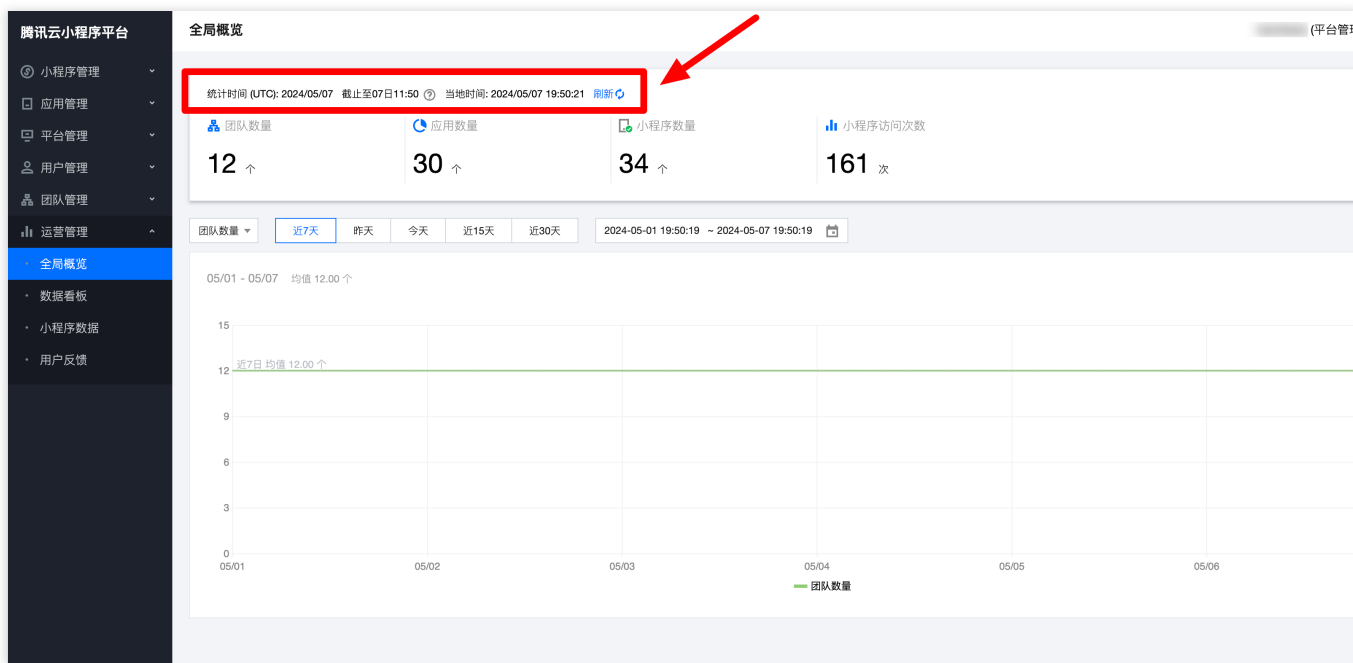 腾讯云小程序平台
全局概览
(平台管理
小程序管理
应用管理
平台管理
用户管理
团队管理
运营管理
全局概览
数据看板
小程序数据
用户反馈
统计时间 (UTC): 2024/05/07 截止至07日11:50 当地时间: 2024/05/07 19:50:21 刷新
团队数量 应用数量 小程序数量 小程序访问次数
12 个 30 个 34 个 161 次
团队数量 近7天 昨天 今天 近15天 近30天 2024-05-01 19:50:19 ~ 2024-05-07 19:50:19
05/01 - 05/07 均值 12.00 个
15
近7日 均值 12.00 个
12
9
6
3
0
05/01 05/02 05/03 05/04 05/05 05/06
团队数量